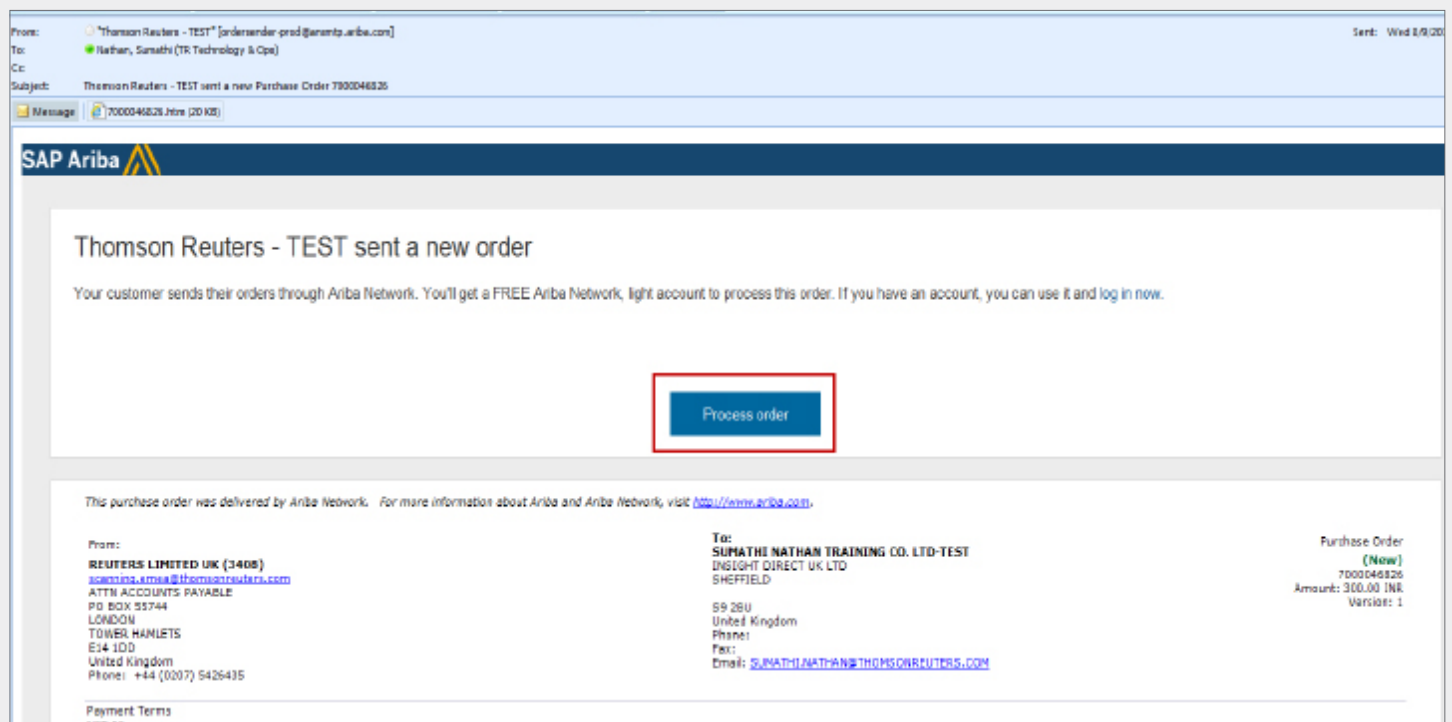 From: "Thomson Reuters - TEST" [ordersender-prod@ansmtp.ariba.com] Sent: Wed 8/9/20
To: Nathan, Sumathi (TR Technology & Ops)
Cc:
Subject: Thomson Reuters - TEST sent a new Purchase Order 7000046826
Message 7000046826.htm (20 KB)
SAP Ariba
Thomson Reuters - TEST sent a new order
Your customer sends their orders through Ariba Network. You'll get a FREE Ariba Network, light account to process this order. If you have an account, you can use it and log in now.
Process order
This purchase order was delivered by Ariba Network. For more information about Ariba and Ariba Network, visit http://www.ariba.com.
From:
REUTERS LIMITED UK (3408)
scanning.emea@thomsonreuters.com
ATTN ACCOUNTS PAYABLE
PO BOX 55744
LONDON
TOWER HAMLETS
E14 1DD
United Kingdom
Phone: +44 (0207) 5426435
To:
SUMATHI NATHAN TRAINING CO. LTD-TEST
INSIGHT DIRECT UK LTD
SHEFFIELD
S9 2BU
United Kingdom
Phone:
Fax:
Email: SUMATHI.NATHAN@THOMSONREUTERS.COM
Purchase Order
(New)
7000046826
Amount: 300.00 INR
Version: 1
Payment Terms